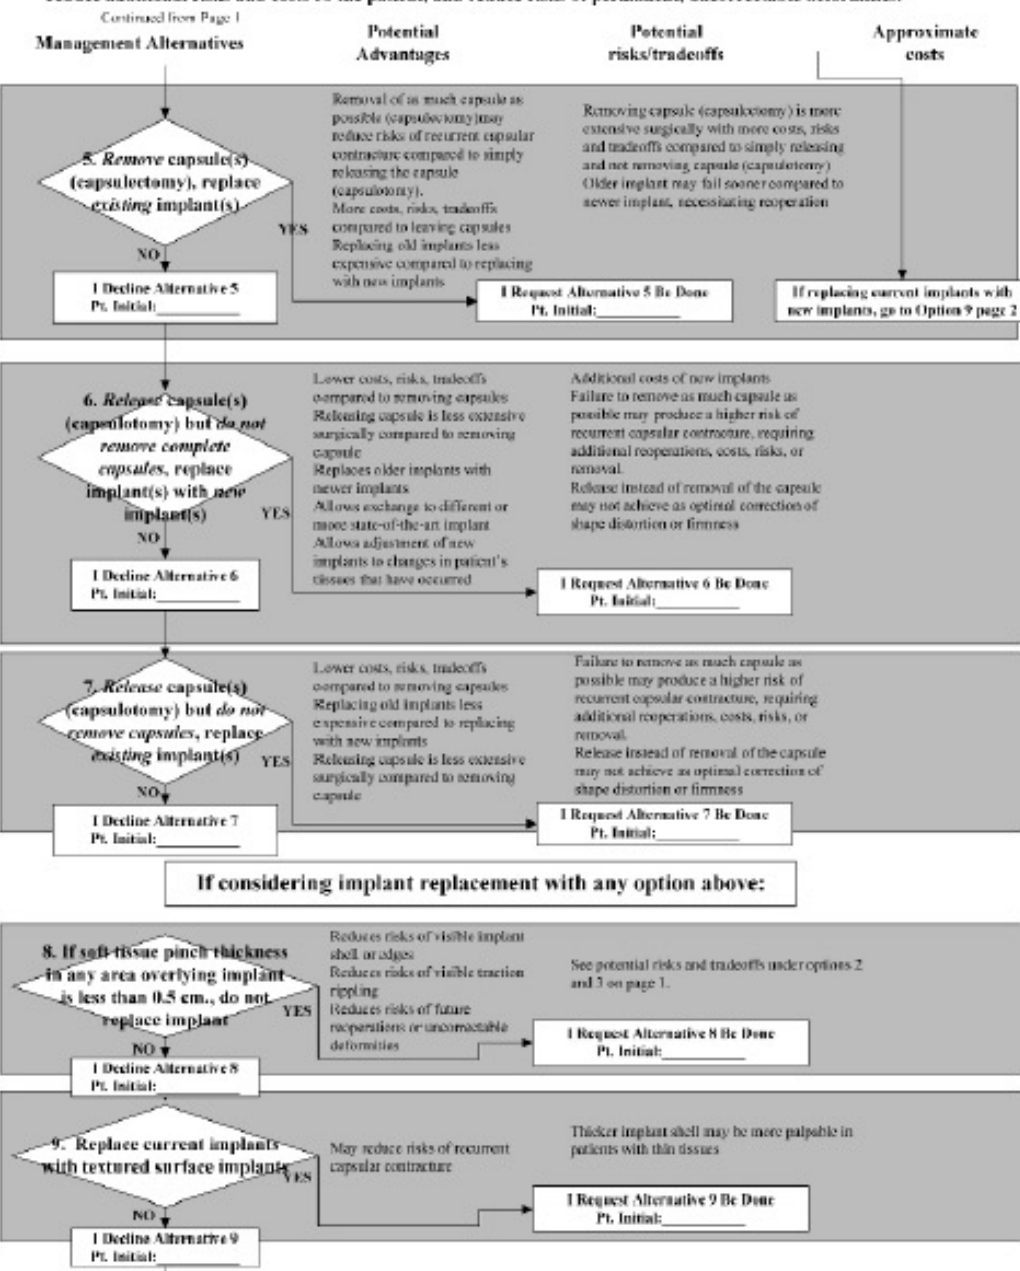 Continued from Page 1
Management Alternatives
Potential
Advantages
Potential
risks/tradeoffs
Approximate
costs
5. Remove capsule(s)
(capsulectomy), replace
existing implant(s)
YES
NO
I Decline Alternative 5
Pt. Initial:____________
Removal of as much capsule as
possible (capsulectomy)may
reduce risks of recurrent capsular
contracture compared to simply
releasing the capsule
(capsulotomy).
More costs, risks, tradeoffs
compared to leaving capsules
Replacing old implants less
expensive compared to replacing
with new implants
Removing capsule (capsulectomy) is more
extensive surgically with more costs, risks
and tradeoffs compared to simply releasing
and not removing capsule (capsulotomy)
Older implant may fail sooner compared to
newer implant, necessitating reoperation
I Request Alternative 5 Be Done
Pt. Initial:____________
If replacing current implants with
new implants, go to Option 9 page 2
6. Release capsule(s)
(capsulotomy) but do not
remove complete
capsules, replace
implant(s) with new
implant(s)
YES
NO
I Decline Alternative 6
Pt. Initial:____________
Lower costs, risks, tradeoffs
compared to removing capsules
Releasing capsule is less extensive
surgically compared to removing
capsule
Replaces older implants with
newer implants
Allows exchange to different or
more state-of-the-art implant
Allows adjustment of new
implants to changes in patient's
tissues that have occurred
Additional costs of new implants
Failure to remove as much capsule as
possible may produce a higher risk of
recurrent capsular contracture, requiring
additional reoperations, costs, risks, or
removal.
Release instead of removal of the capsule
may not achieve as optimal correction of
shape distortion or firmness
I Request Alternative 6 Be Done
Pt. Initial:____________
7. Release capsule(s)
(capsulotomy) but do not
remove capsules, replace
existing implant(s)
YES
NO
I Decline Alternative 7
Pt. Initial:____________
Lower costs, risks, tradeoffs
compared to removing capsules
Replacing old implants less
expensive compared to replacing
with new implants
Releasing capsule is less extensive
surgically compared to removing
capsule
Failure to remove as much capsule as
possible may produce a higher risk of
recurrent capsular contracture, requiring
additional reoperations, costs, risks, or
removal.
Release instead of removal of the capsule
may not achieve as optimal correction of
shape distortion or firmness
I Request Alternative 7 Be Done
Pt. Initial:____________
If considering implant replacement with any option above:
8. If soft tissue pinch thickness
in any area overlying implant
is less than 0.5 cm., do not
replace implant
YES
NO
I Decline Alternative 8
Pt. Initial:____________
Reduces risks of visible implant
shell or edges
Reduces risks of visible traction
rippling
Reduces risks of future
reoperations or uncorrectable
deformities
See potential risks and tradeoffs under options 2
and 3 on page 1.
I Request Alternative 8 Be Done
Pt. Initial:____________
9. Replace current implants
with textured surface implants
YES
NO
I Decline Alternative 9
Pt. Initial:____________
May reduce risks of recurrent
capsular contracture
Thicker implant shell may be more palpable in
patients with thin tissues
I Request Alternative 9 Be Done
Pt. Initial:____________